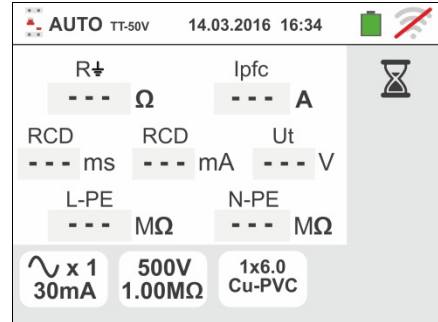 AUTO TT-50V 14.03.2016 16:34
R⏚ Ipfc
- - - Ω - - - A
RCD RCD Ut
- - - ms - - - mA - - - V
L-PE N-PE
- - - MΩ - - - MΩ
∿ x 1 500V 1x6.0
30mA 1.00MΩ Cu-PVC